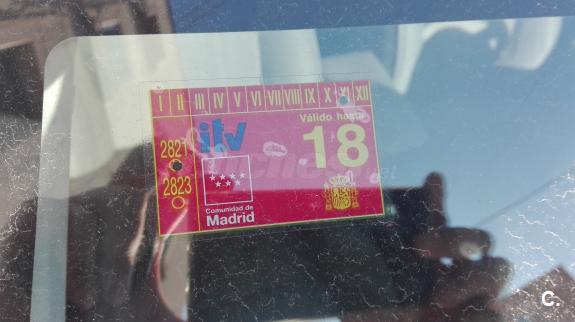 I II III IV V VI VII VIII IX X XI XII
itv
Válido hasta
18
2821
2823
Comunidad de
Madrid
C.